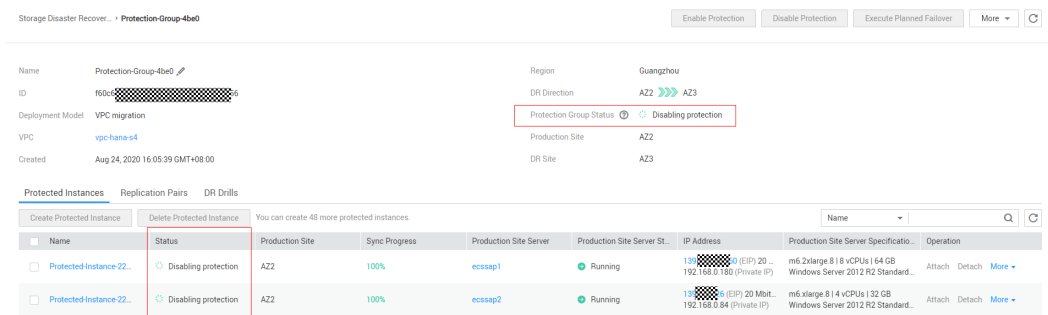 Storage Disaster Recover... › Protection-Group-4be0
Enable Protection Disable Protection Execute Planned Failover More
Name Protection-Group-4be0
Region Guangzhou
ID f60c6 56
DR Direction AZ2 AZ3
Deployment Model VPC migration
Protection Group Status ? Disabling protection
VPC vpc-hana-s4
Production Site AZ2
Created Aug 24, 2020 16:05:39 GMT+08:00
DR Site AZ3
Protected Instances Replication Pairs DR Drills
Create Protected Instance Delete Protected Instance You can create 48 more protected instances. Name
Name Status Production Site Sync Progress Production Site Server Production Site Server St... IP Address Production Site Server Specificatio... Operation
Protected-Instance-22... Disabling protection AZ2 100% ecssap1 Running 139 0 (EIP) 20 ... m6.2xlarge.8 | 8 vCPUs | 64 GB Attach Detach More
192.168.0.180 (Private IP) Windows Server 2012 R2 Standard...
Protected-Instance-22... Disabling protection AZ2 100% ecssap2 Running 139 6 (EIP) 20 Mbit... m6.xlarge.8 | 4 vCPUs | 32 GB Attach Detach More
192.168.0.84 (Private IP) Windows Server 2012 R2 Standard...